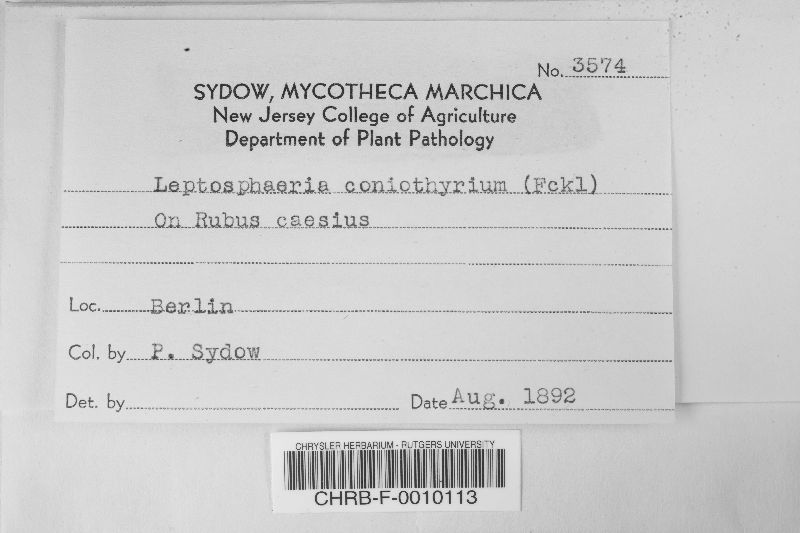 No. 3574
SYDOW, MYCOTHECA MARCHICA
New Jersey College of Agriculture
Department of Plant Pathology
Leptosphaeria coniothyrium (Fckl)
On Rubus caesius
Loc. Berlin
Col. by P. Sydow
Det. by
Date Aug. 1892
CHRYSLER HERBARIUM - RUTGERS UNIVERSITY
CHRB-F-0010113